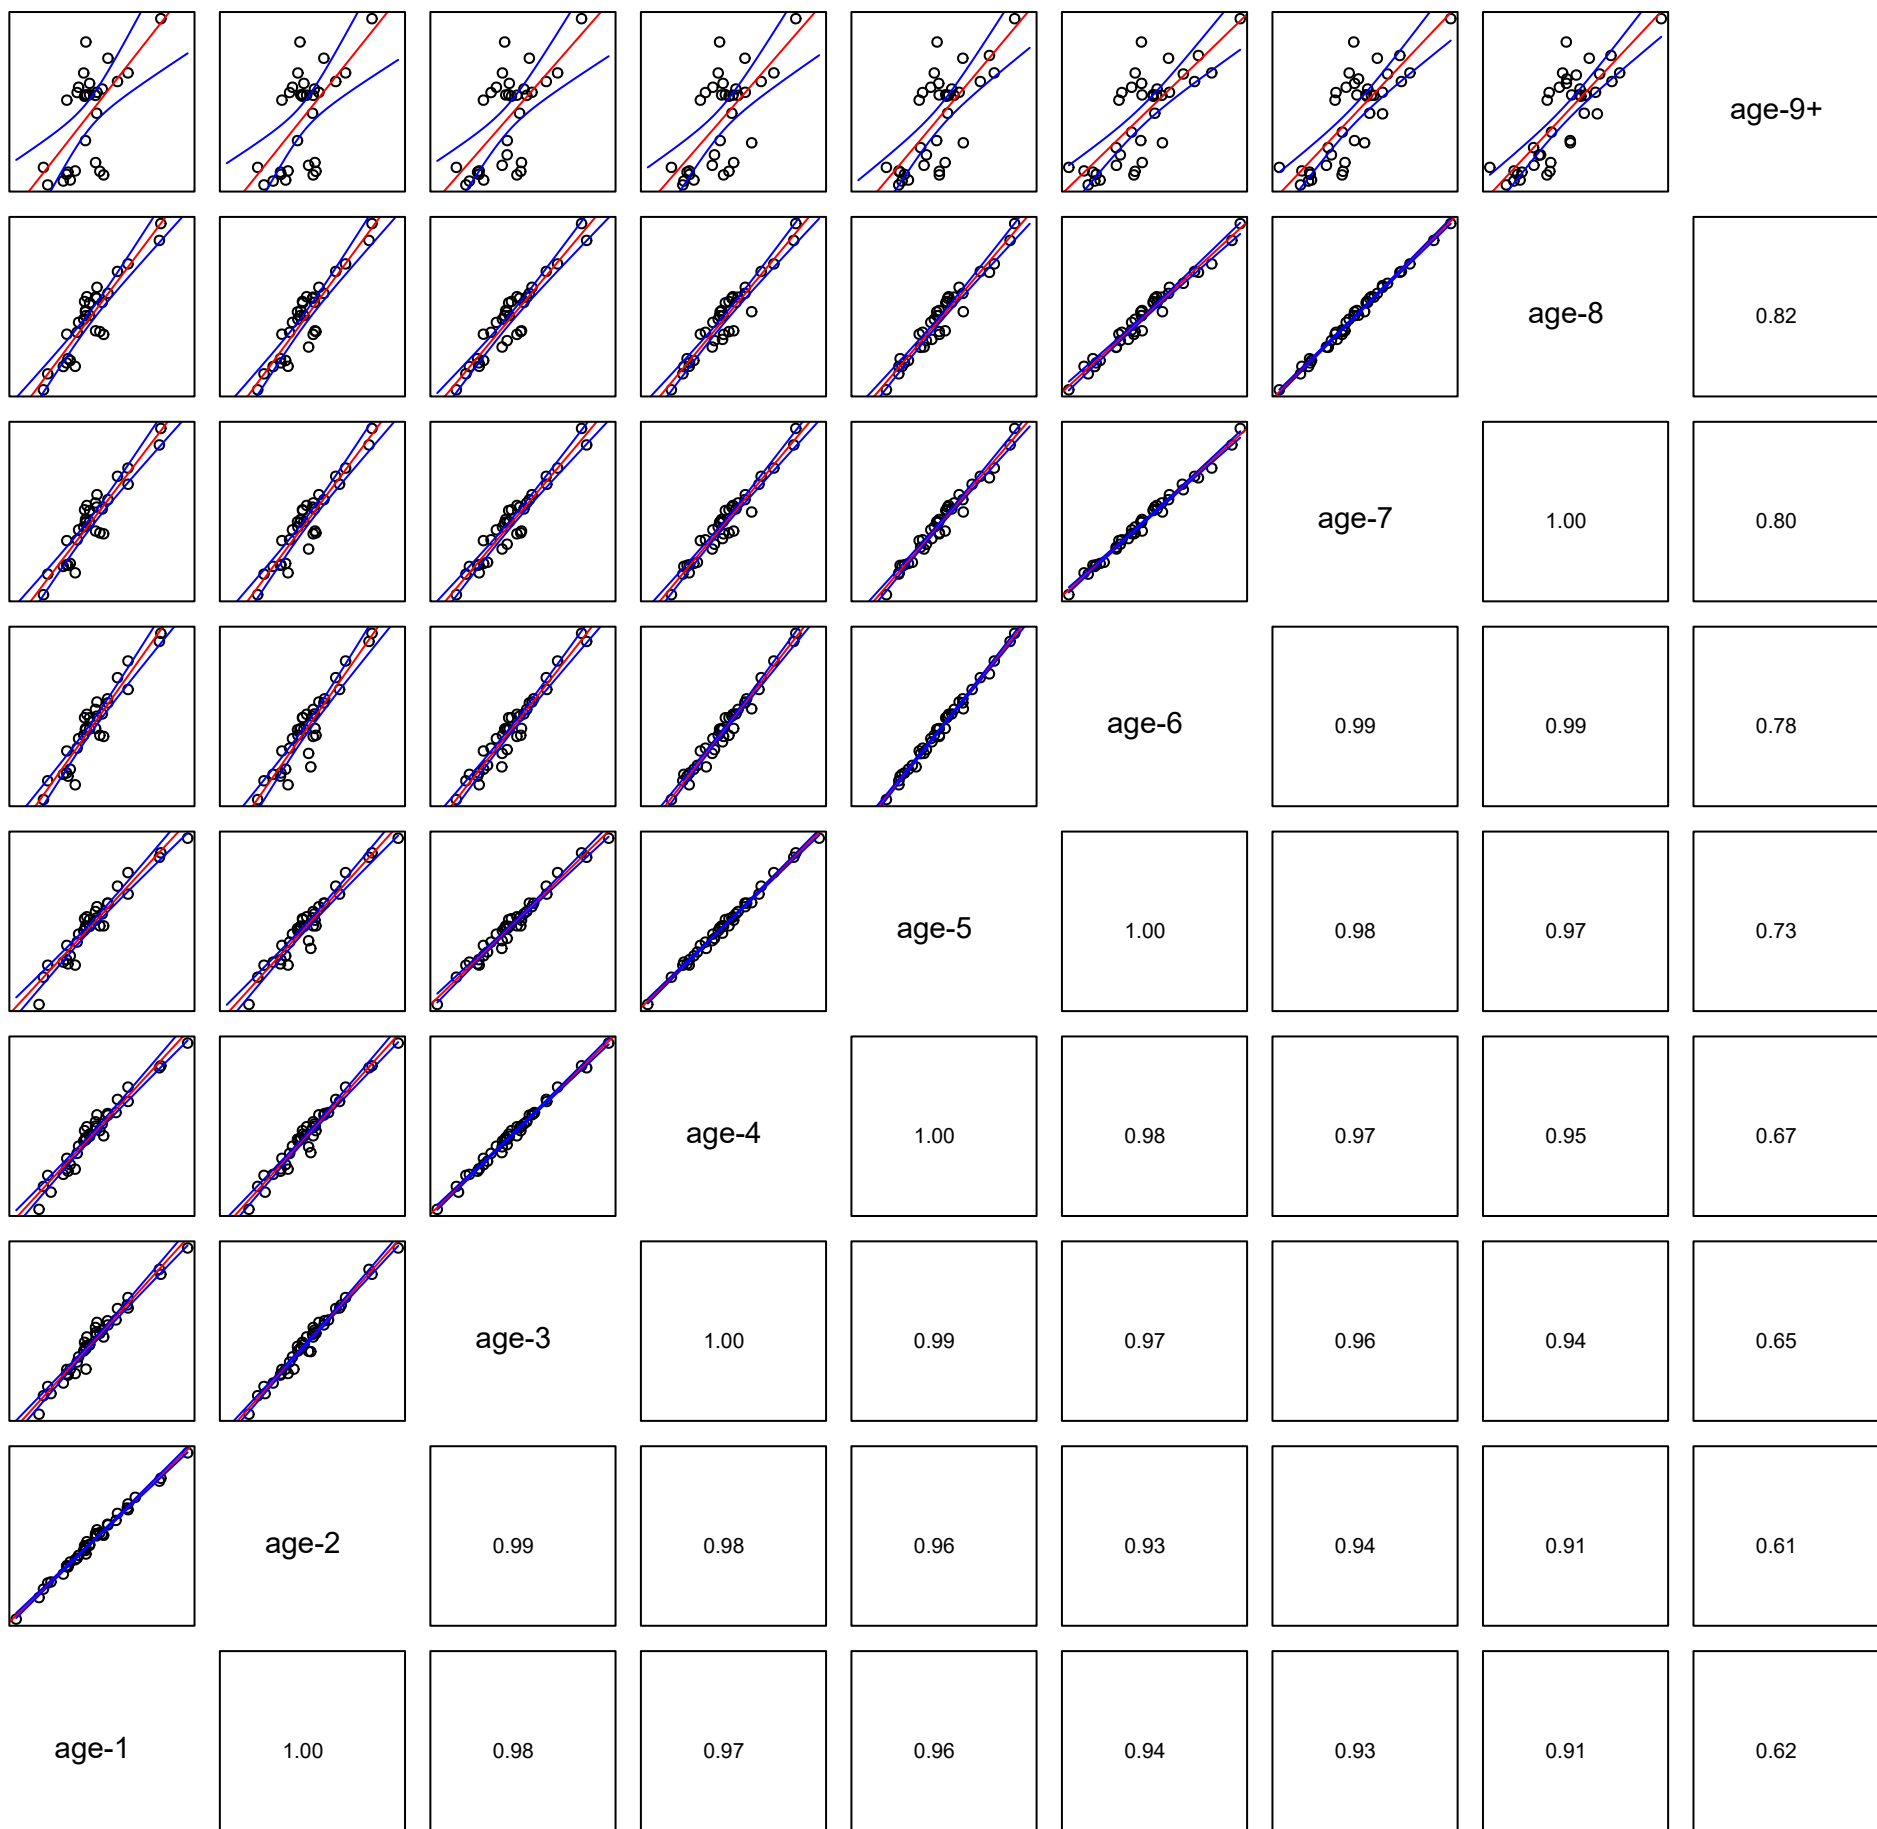 age-9+
age-8 0.82
age-7 1.00 0.80
age-6 0.99 0.99 0.78
age-5 1.00 0.98 0.97 0.73
age-4 1.00 0.98 0.97 0.95 0.67
age-3 1.00 0.99 0.97 0.96 0.94 0.65
age-2 0.99 0.98 0.96 0.93 0.94 0.91 0.61
age-1 1.00 0.98 0.97 0.96 0.94 0.93 0.91 0.62